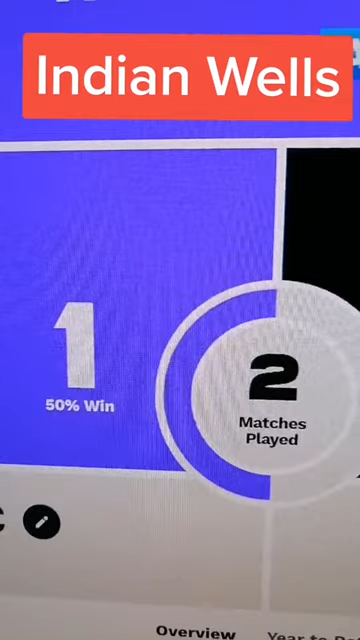 Indian Wells
1
50% Win
2
Matches
Played
Overview